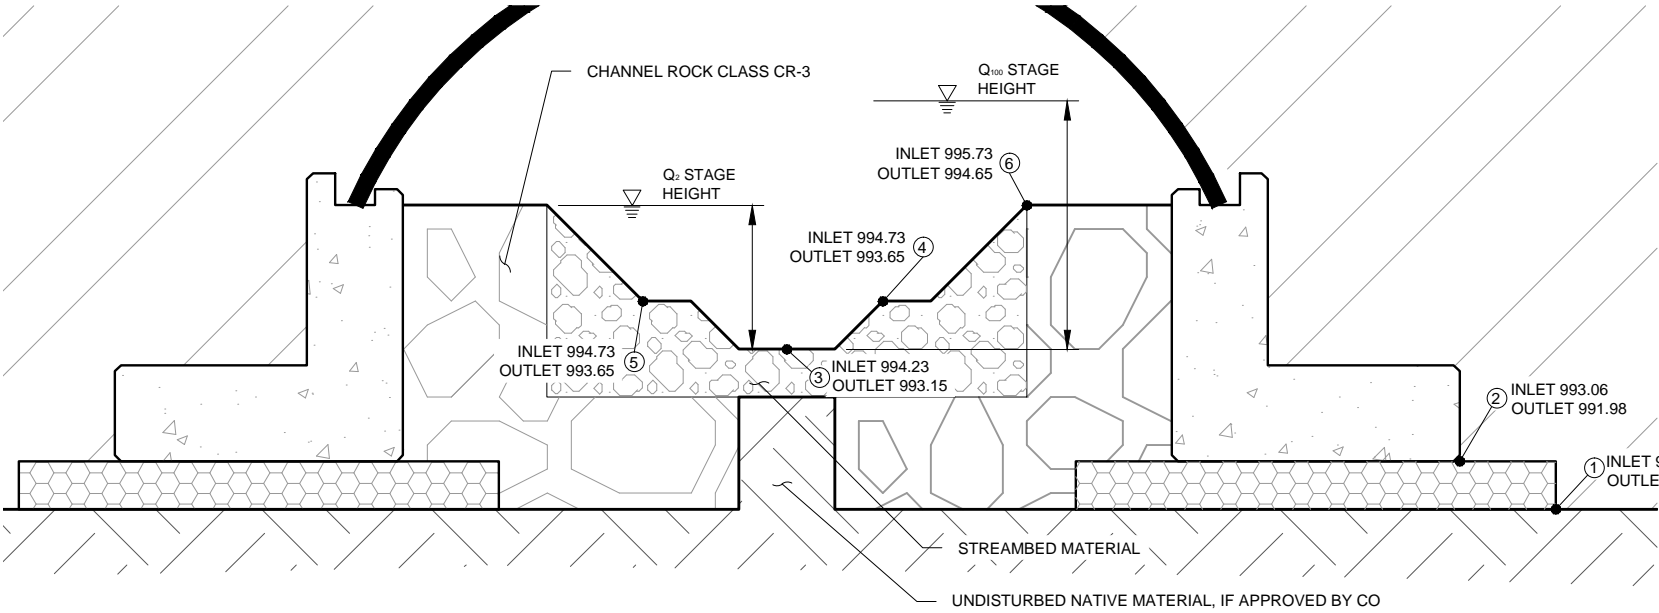 CHANNEL ROCK CLASS CR-3
Q₁₀₀ STAGE
HEIGHT
Q₂ STAGE
HEIGHT
INLET 995.73
OUTLET 994.65
6
INLET 994.73
OUTLET 993.65
4
INLET 994.73
OUTLET 993.65
5
3
INLET 994.23
OUTLET 993.15
2
INLET 993.06
OUTLET 991.98
1
INLET
STREAMBED MATERIAL
UNDISTURBED NATIVE MATERIAL, IF APPROVED BY CO